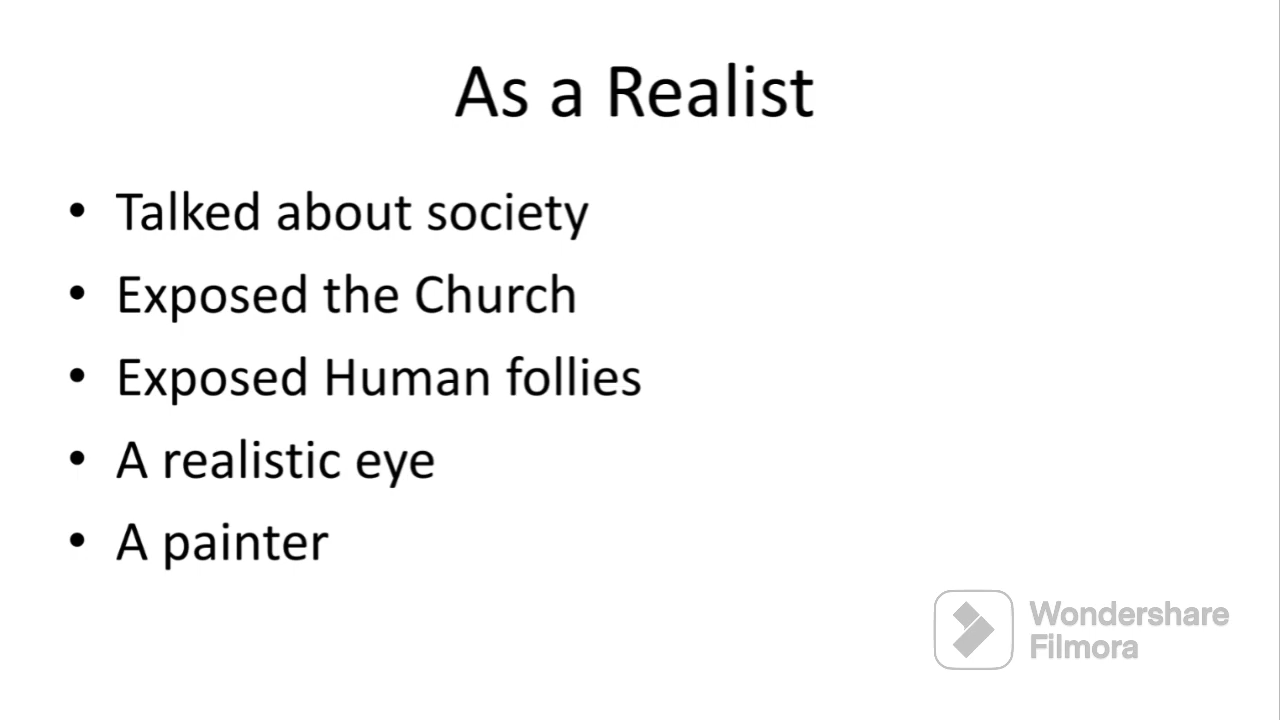 As a Realist
• Talked about society
• Exposed the Church
• Exposed Human follies
• A realistic eye
• A painter
Wondershare
Filmora